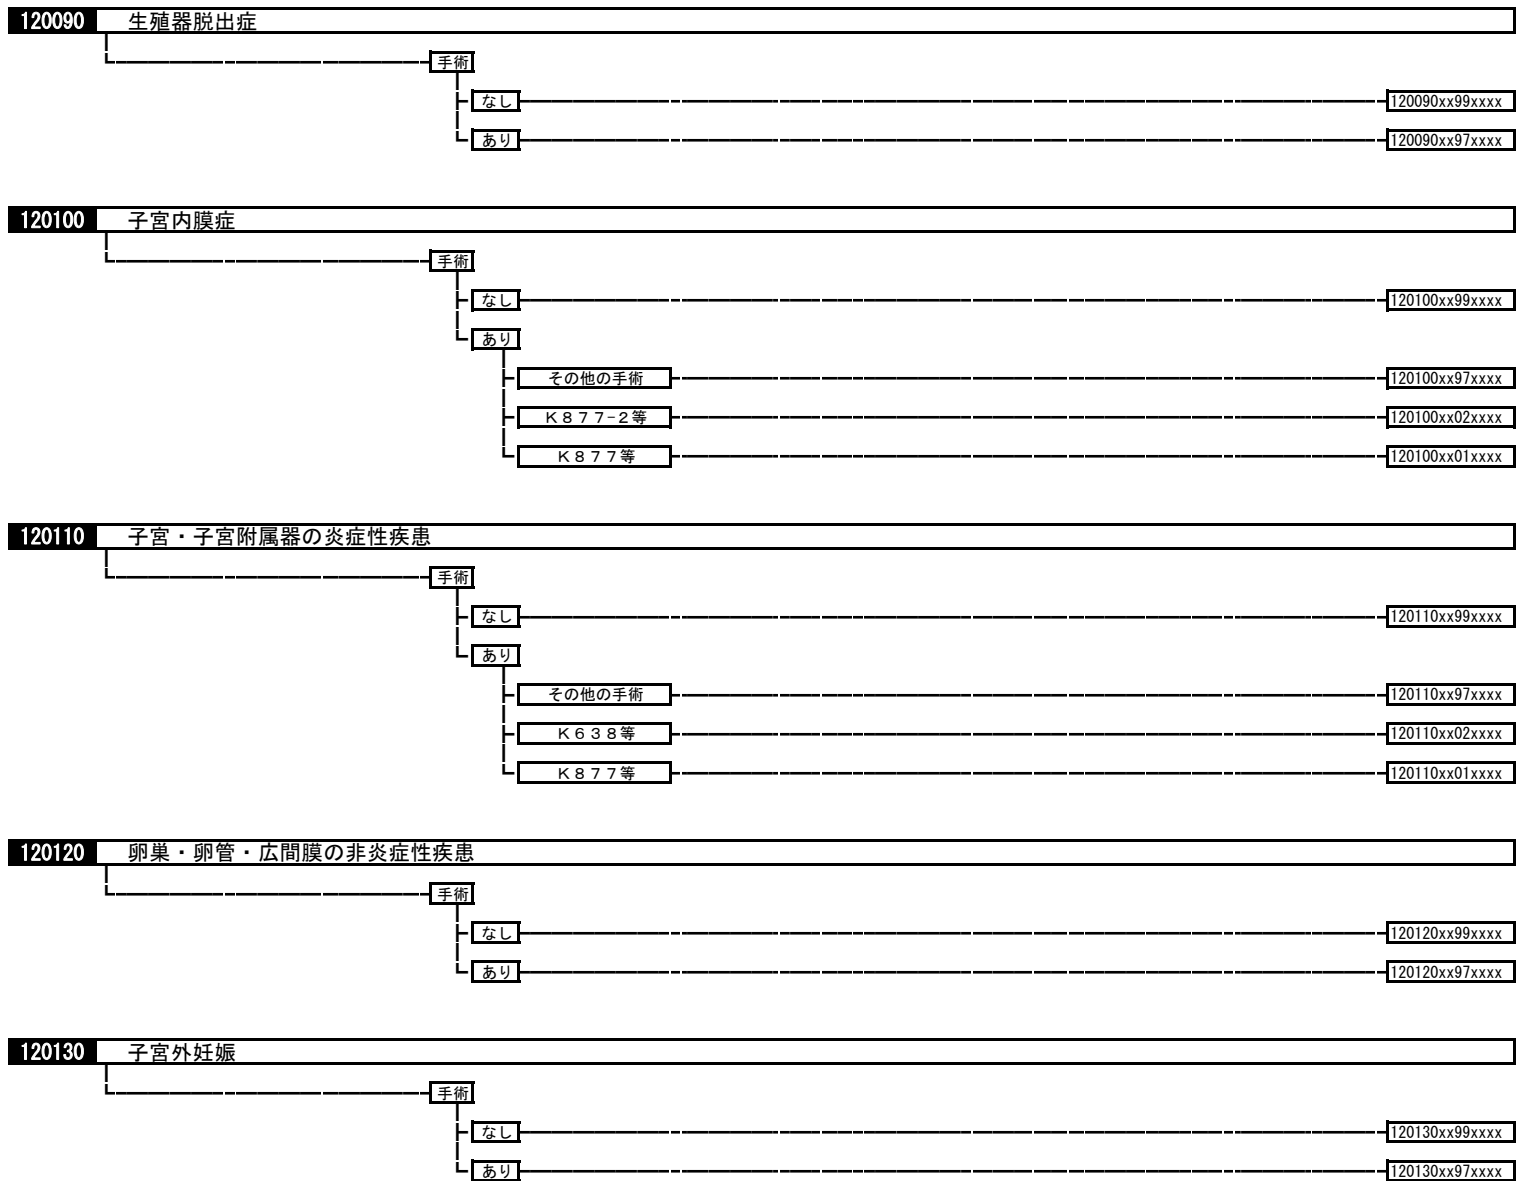 120090 生殖器脱出症
手術
なし 120090xx99xxxx
あり 120090xx97xxxx
120100 子宮内膜症
手術
なし 120100xx99xxxx
あり
その他の手術 120100xx97xxxx
K877-2等 120100xx02xxxx
K877等 120100xx01xxxx
120110 子宮・子宮附属器の炎症性疾患
手術
なし 120110xx99xxxx
あり
その他の手術 120110xx97xxxx
K638等 120110xx02xxxx
K877等 120110xx01xxxx
120120 卵巣・卵管・広間膜の非炎症性疾患
手術
なし 120120xx99xxxx
あり 120120xx97xxxx
120130 子宮外妊娠
手術
なし 120130xx99xxxx
あり 120130xx97xxxx